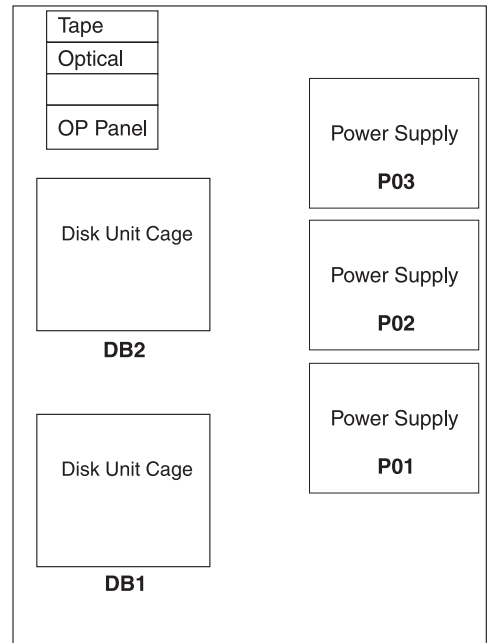 Tape
Optical
OP Panel
Disk Unit Cage
DB2
Disk Unit Cage
DB1
Power Supply
P03
Power Supply
P02
Power Supply
P01